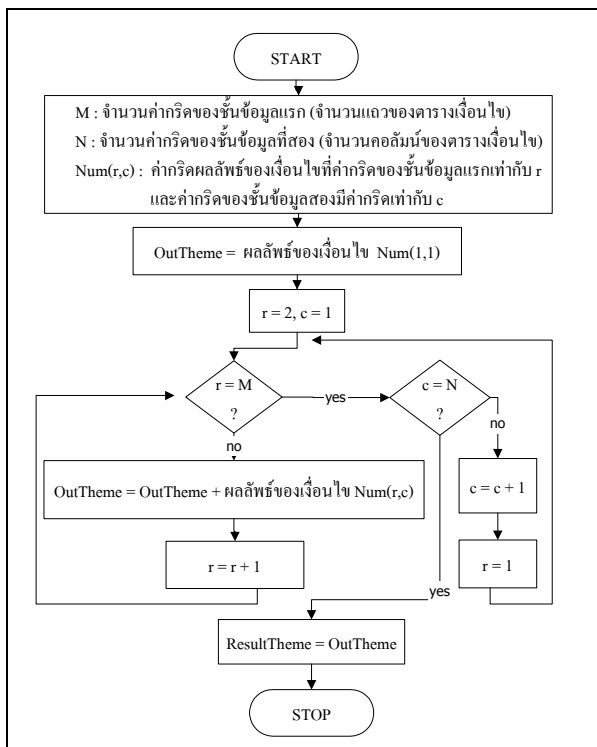 START
M : จำนวนค่ากริดของชั้นข้อมูลแรก (จำนวนแถวของตารางเงื่อนไข)
N : จำนวนค่ากริดของชั้นข้อมูลที่สอง (จำนวนคอลัมน์ของตารางเงื่อนไข)
Num(r,c) : ค่ากริดผลลัพธ์ของเงื่อนไขที่ค่ากริดของชั้นข้อมูลแรกเท่ากับ r
และค่ากริดของชั้นข้อมูลสองมีค่ากริดเท่ากับ c
OutTheme = ผลลัพธ์ของเงื่อนไข Num(1,1)
r = 2, c = 1
r = M
?
yes
c = N
?
no
no
OutTheme = OutTheme + ผลลัพธ์ของเงื่อนไข Num(r,c)
c = c + 1
r = r + 1
r = 1
yes
ResultTheme = OutTheme
STOP